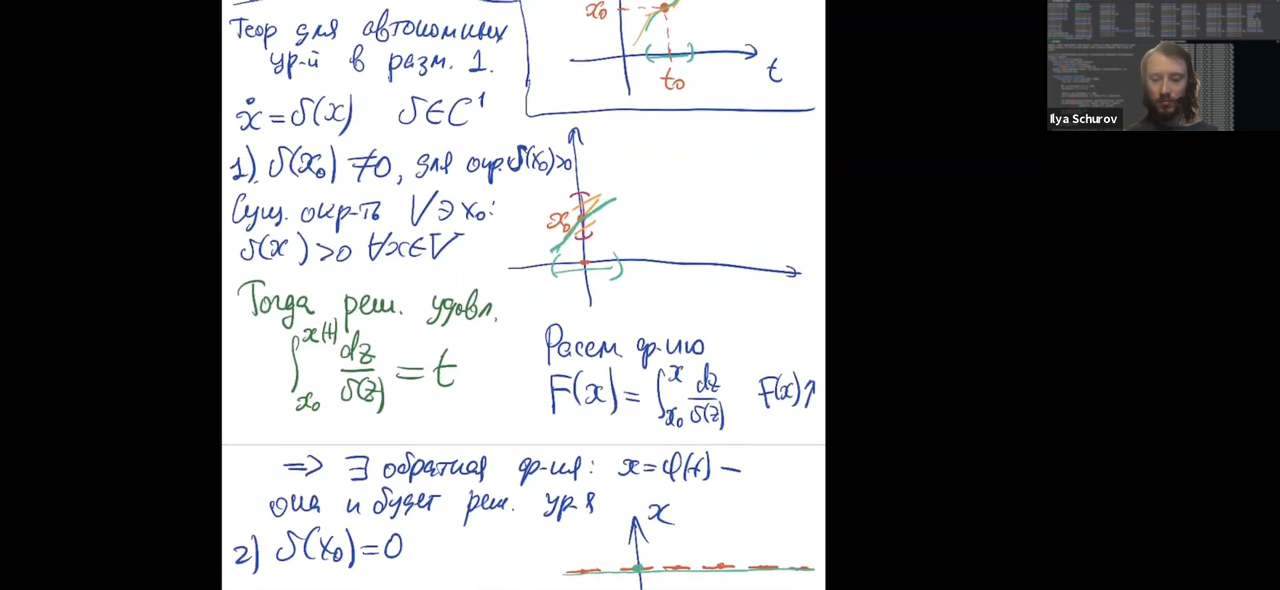 Теор для автономных
ур-й в разм. 1.
ẋ = f(x) f ∈ C¹
1) f(x₀) ≠ 0, для опр. f(x₀)>0
Сущ. окр-ть V∋x₀:
f(x)>0 ∀x∈V
Тогда реш. удовл.
∫_{x₀}^{x(t)} dz/f(z) = t
x₀
t₀
t
x₀
Рассм ф-ию
F(x) = ∫_{x₀}^{x} dz/f(z) F(x)↑
=> ∃ обратная ф-ия: x = φ(t) –
она и будет реш. ур-я
2) f(x₀) = 0
x
Ilya Schurov